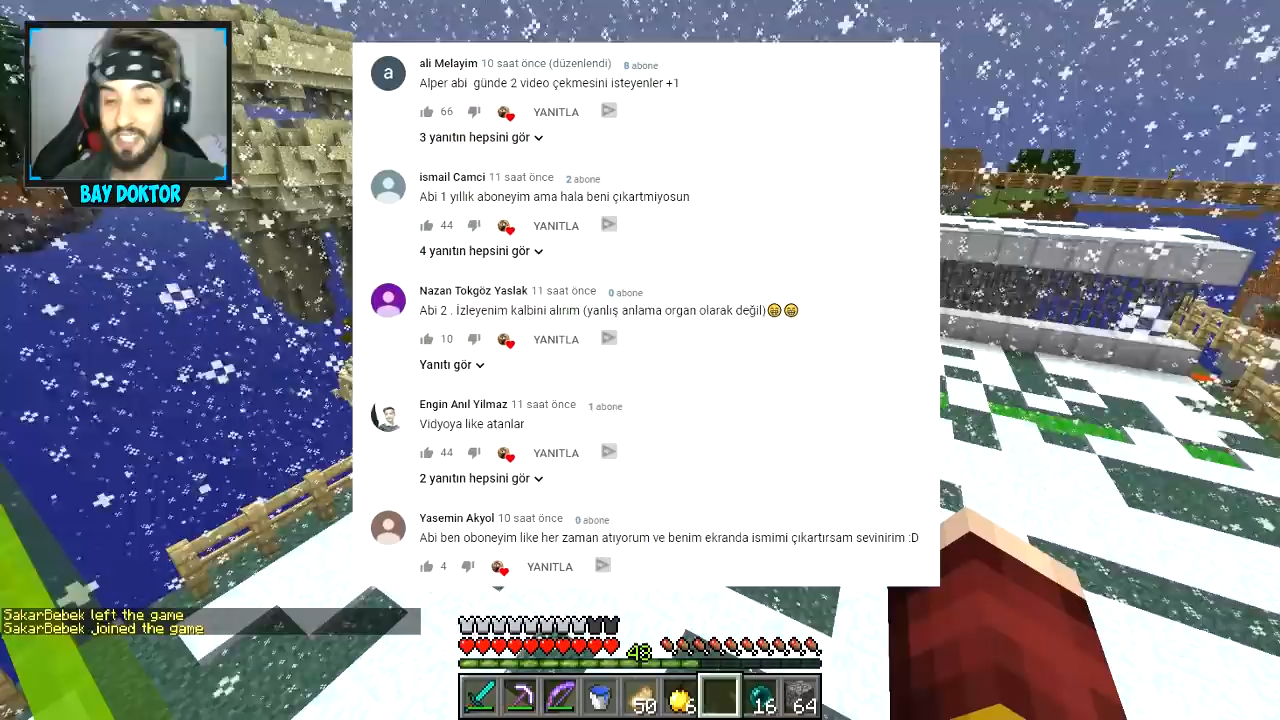 BAY DOKTOR
ali Melayim 10 saat önce (düzenlendi) 8 abone
Alper abi günde 2 video çekmesini isteyenler +1
66 YANITLA
3 yanıtın hepsini gör
ismail Camci 11 saat önce 2 abone
Abi 1 yıllık aboneyim ama hala beni çıkartmiyosun
44 YANITLA
4 yanıtın hepsini gör
Nazan Tokgöz Yaslak 11 saat önce 0 abone
Abi 2 . İzleyenim kalbini alırım (yanlış anlama organ olarak değil)😁😁
10 YANITLA
Yanıtı gör
Engin Anıl Yilmaz 11 saat önce 1 abone
Vidyoya like atanlar
44 YANITLA
2 yanıtın hepsini gör
Yasemin Akyol 10 saat önce 0 abone
Abi ben oboneyim like her zaman atıyorum ve benim ekranda ismimi çıkartırsam sevinirim :D
4 YANITLA
SakarBebek left the game
SakarBebek joined the game
48
50 6 16 64